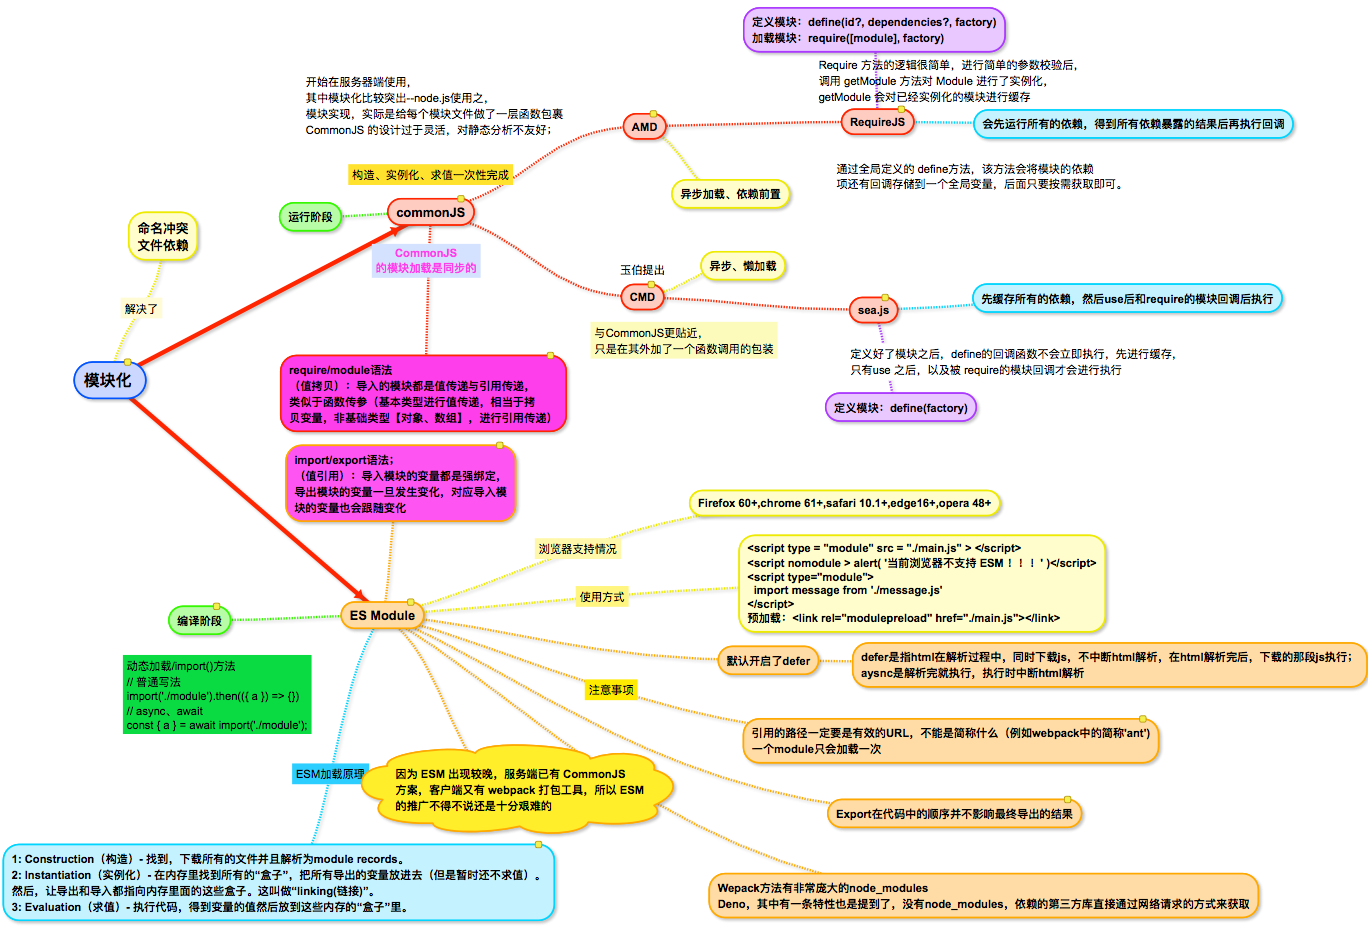 定义模块：define(id?, dependencies?, factory)
加载模块：require([module], factory)
Require 方法的逻辑很简单，进行简单的参数校验后，
调用 getModule 方法对 Module 进行了实例化，
getModule 会对已经实例化的模块进行缓存
开始在服务器端使用，
其中模块化比较突出--node.js使用之，
模块实现，实际是给每个模块文件做了一层函数包裹
CommonJS 的设计过于灵活，对静态分析不友好；
AMD
RequireJS
会先运行所有的依赖，得到所有依赖暴露的结果后再执行回调
构造、实例化、求值一次性完成
通过全局定义的 define方法，该方法会将模块的依赖
项还有回调存储到一个全局变量，后面只要按需获取即可。
异步加载、依赖前置
运行阶段
commonJS
命名冲突
文件依赖
CommonJS
的模块加载是同步的
玉伯提出
异步、懒加载
CMD
解决了
sea.js
先缓存所有的依赖，然后use后和require的模块回调后执行
与CommonJS更贴近，
只是在其外加了一个函数调用的包装
定义好了模块之后，define的回调函数不会立即执行，先进行缓存，
只有use 之后，以及被 require的模块回调才会进行执行
模块化
require/module语法
（值拷贝）：导入的模块都是值传递与引用传递，
类似于函数传参（基本类型进行值传递，相当于拷
贝变量，非基础类型【对象、数组】，进行引用传递）
定义模块：define(factory)
import/export语法；
（值引用）：导入模块的变量都是强绑定，
导出模块的变量一旦发生变化，对应导入模
块的变量也会跟随变化
Firefox 60+,chrome 61+,safari 10.1+,edge16+,opera 48+
浏览器支持情况
<script type = "module" src = "./main.js" > </script>
<script nomodule > alert( '当前浏览器不支持 ESM ！！！' )</script>
<script type="module">
import message from './message.js'
</script>
预加载：<link rel="modulepreload" href="./main.js"></link>
使用方式
编译阶段
ES Module
默认开启了defer
defer是指html在解析过程中，同时下载js，不中断html解析，在html解析完后，下载的那段js执行；
aysnc是解析完就执行，执行时中断html解析
动态加载/import()方法
// 普通写法
import('./module').then(({ a }) => {})
// async、await
const { a } = await import('./module');
注意事项
引用的路径一定要是有效的URL，不能是简称什么（例如webpack中的简称'ant')
一个module只会加载一次
ESM加载原理
因为 ESM 出现较晚，服务端已有 CommonJS
方案，客户端又有 webpack 打包工具，所以 ESM
的推广不得不说还是十分艰难的
Export在代码中的顺序并不影响最终导出的结果
1: Construction（构造）- 找到，下载所有的文件并且解析为module records。
2: Instantiation（实例化）- 在内存里找到所有的“盒子”，把所有导出的变量放进去（但是暂时还不求值）。
然后，让导出和导入都指向内存里面的这些盒子。这叫做“linking(链接)”。
3: Evaluation（求值）- 执行代码，得到变量的值然后放到这些内存的“盒子”里。
Wepack方法有非常庞大的node_modules
Deno，其中有一条特性也是提到了，没有node_modules，依赖的第三方库直接通过网络请求的方式来获取